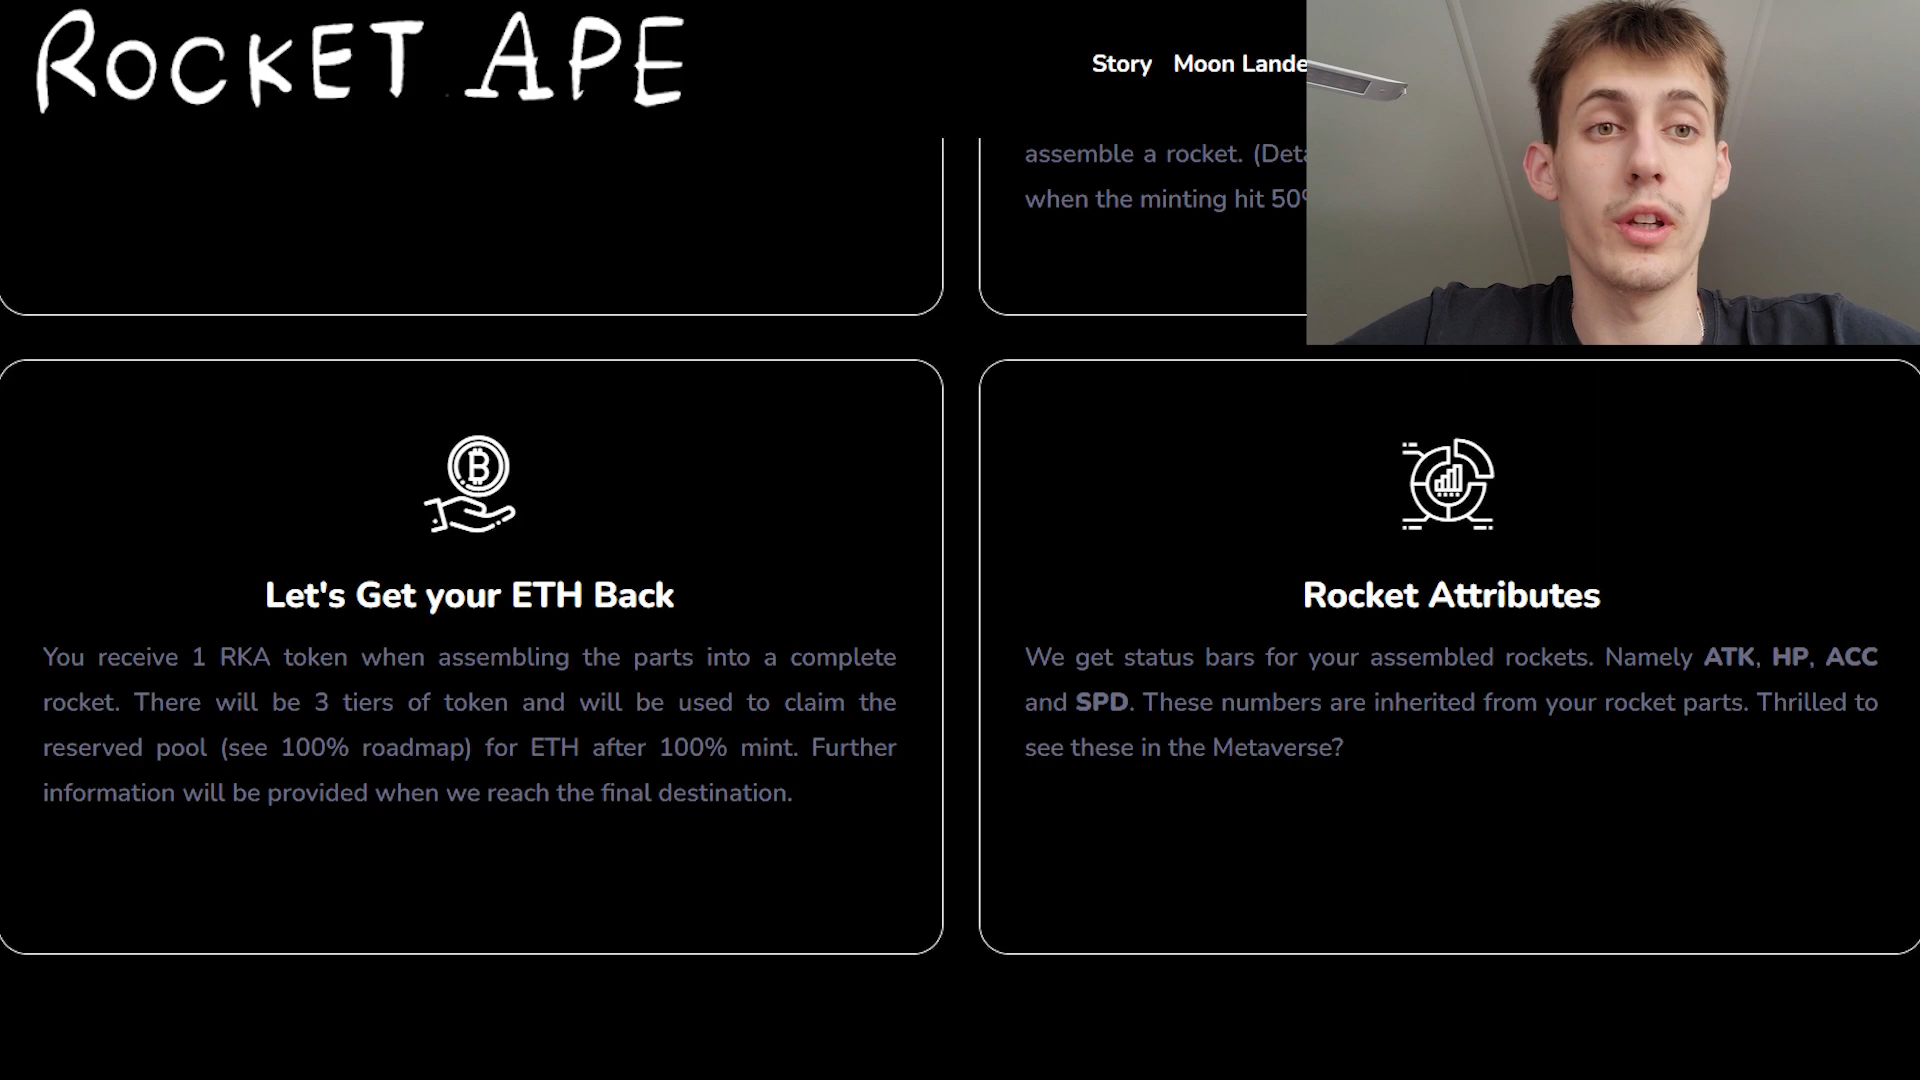 ROCKET APE
Story Moon Lande
assemble a rocket. (Deta
when the minting hit 50%
Let's Get your ETH Back
You receive 1 RKA token when assembling the parts into a complete
rocket. There will be 3 tiers of token and will be used to claim the
reserved pool (see 100% roadmap) for ETH after 100% mint. Further
information will be provided when we reach the final destination.
Rocket Attributes
We get status bars for your assembled rockets. Namely ATK, HP, ACC
and SPD. These numbers are inherited from your rocket parts. Thrilled to
see these in the Metaverse?